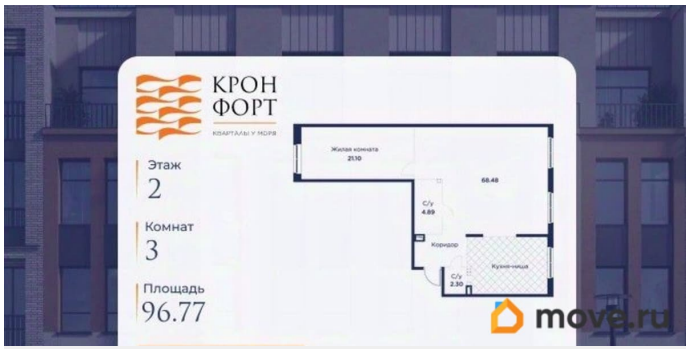 КРОН
ФОРТ
КВАРТАЛЫ У МОРЯ
Этаж
2
Комнат
3
Площадь
96.77
Жилая комната
21.10
68.48
С/у
4.89
Коридор
С/у
2.30
Кухня-ниша
move.ru